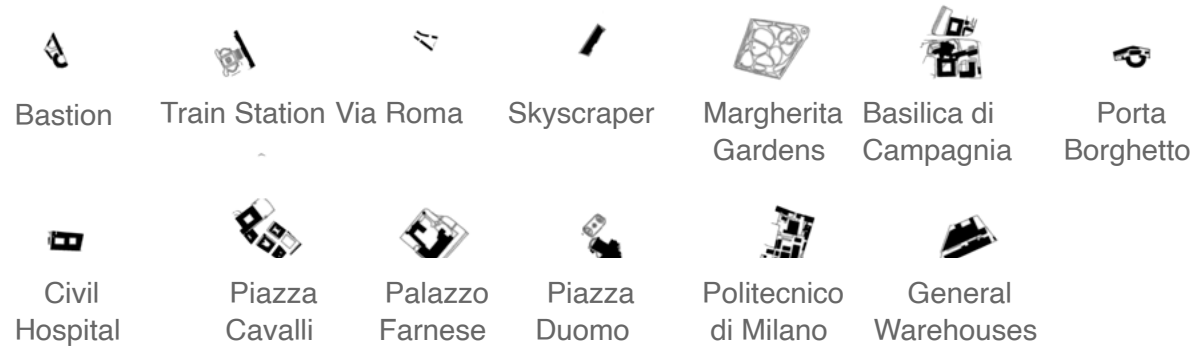 Bastion Train Station Via Roma Skyscraper Margherita Gardens Basilica di Campagnia Porta Borghetto
Civil Hospital Piazza Cavalli Palazzo Farnese Piazza Duomo Politecnico di Milano General Warehouses